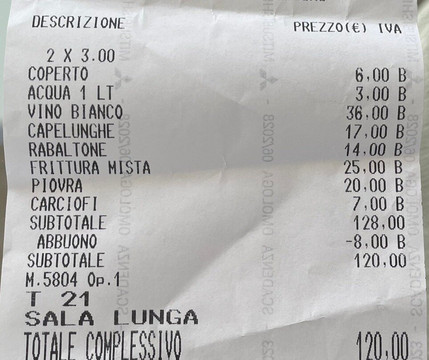 DESCRIZIONE PREZZO(€) IVA
2 X 3.00
COPERTO 6,00 B
ACQUA 1 LT 3,00 B
VINO BIANCO 36,00 B
CAPELUNGHE 17,00 B
RABALTONE 14,00 B
FRITTURA MISTA 25,00 B
PIOVRA 20,00 B
CARCIOFI 7,00 B
SUBTOTALE 128,00
ABBUONO -8,00 B
SUBTOTALE 120,00
M.5804 Op.1
T 21
SALA LUNGA
TOTALE COMPLESSIVO 120,00